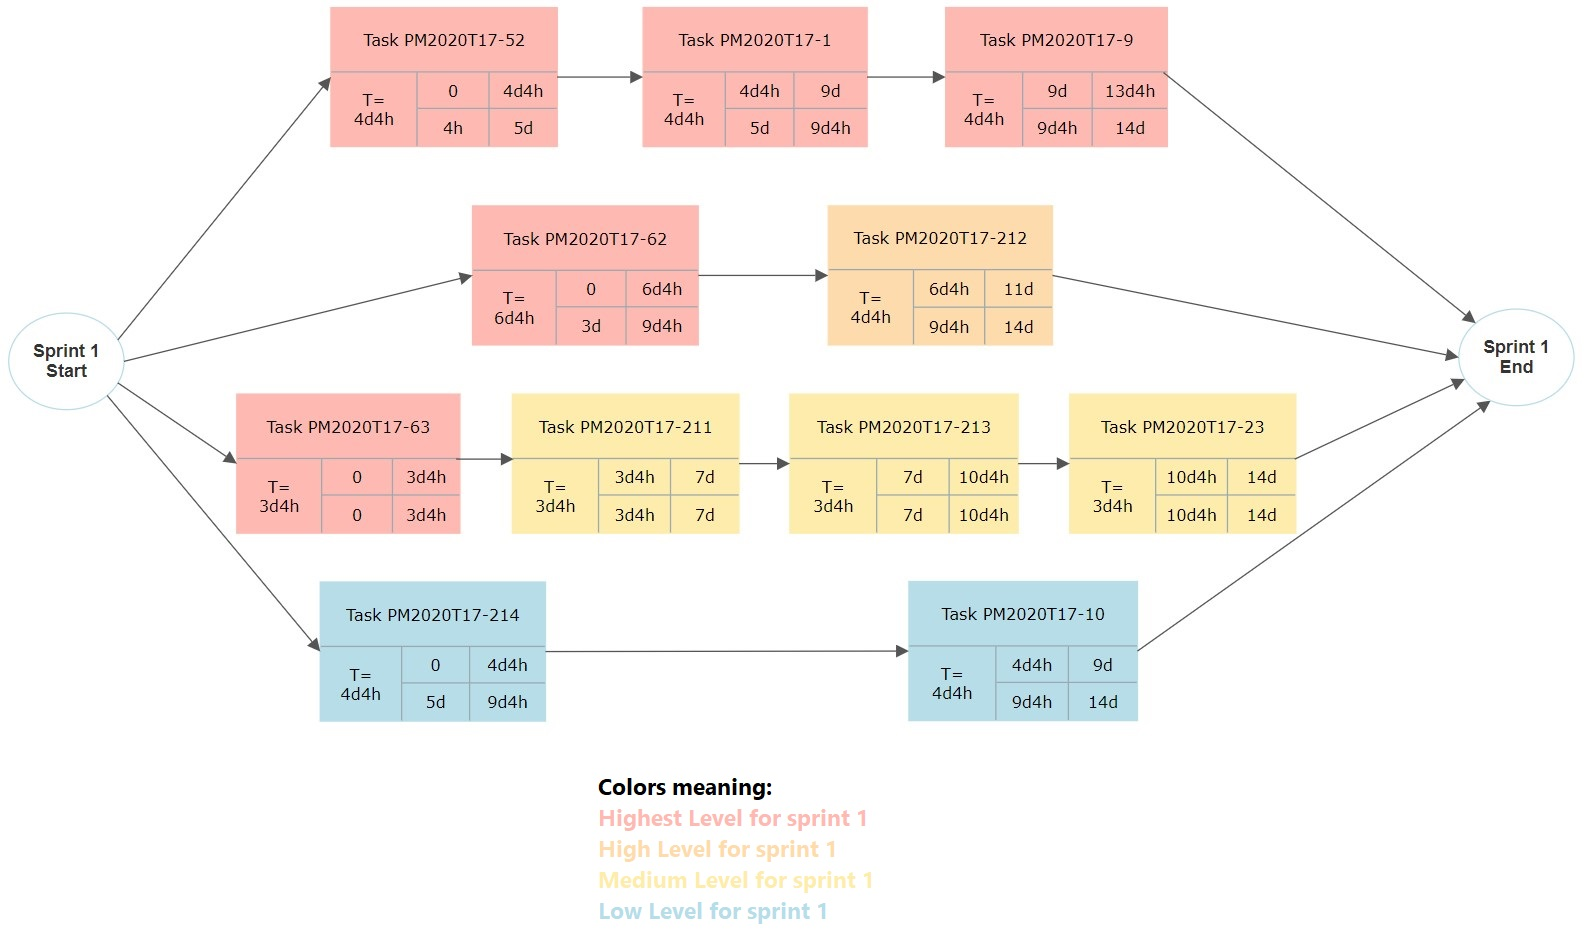 Task PM2020T17-52
T=
4d4h
0
4d4h
4h
5d
Task PM2020T17-1
T=
4d4h
4d4h
9d
5d
9d4h
Task PM2020T17-9
T=
4d4h
9d
13d4h
9d4h
14d
Task PM2020T17-62
T=
6d4h
0
6d4h
3d
9d4h
Task PM2020T17-212
T=
4d4h
6d4h
11d
9d4h
14d
Sprint 1
Start
Sprint 1
End
Task PM2020T17-63
T=
3d4h
0
3d4h
0
3d4h
Task PM2020T17-211
T=
3d4h
3d4h
7d
3d4h
7d
Task PM2020T17-213
T=
3d4h
7d
10d4h
7d
10d4h
Task PM2020T17-23
T=
3d4h
10d4h
14d
10d4h
14d
Task PM2020T17-214
T=
4d4h
0
4d4h
5d
9d4h
Task PM2020T17-10
T=
4d4h
4d4h
9d
9d4h
14d
Colors meaning:
Highest Level for sprint 1
High Level for sprint 1
Medium Level for sprint 1
Low Level for sprint 1